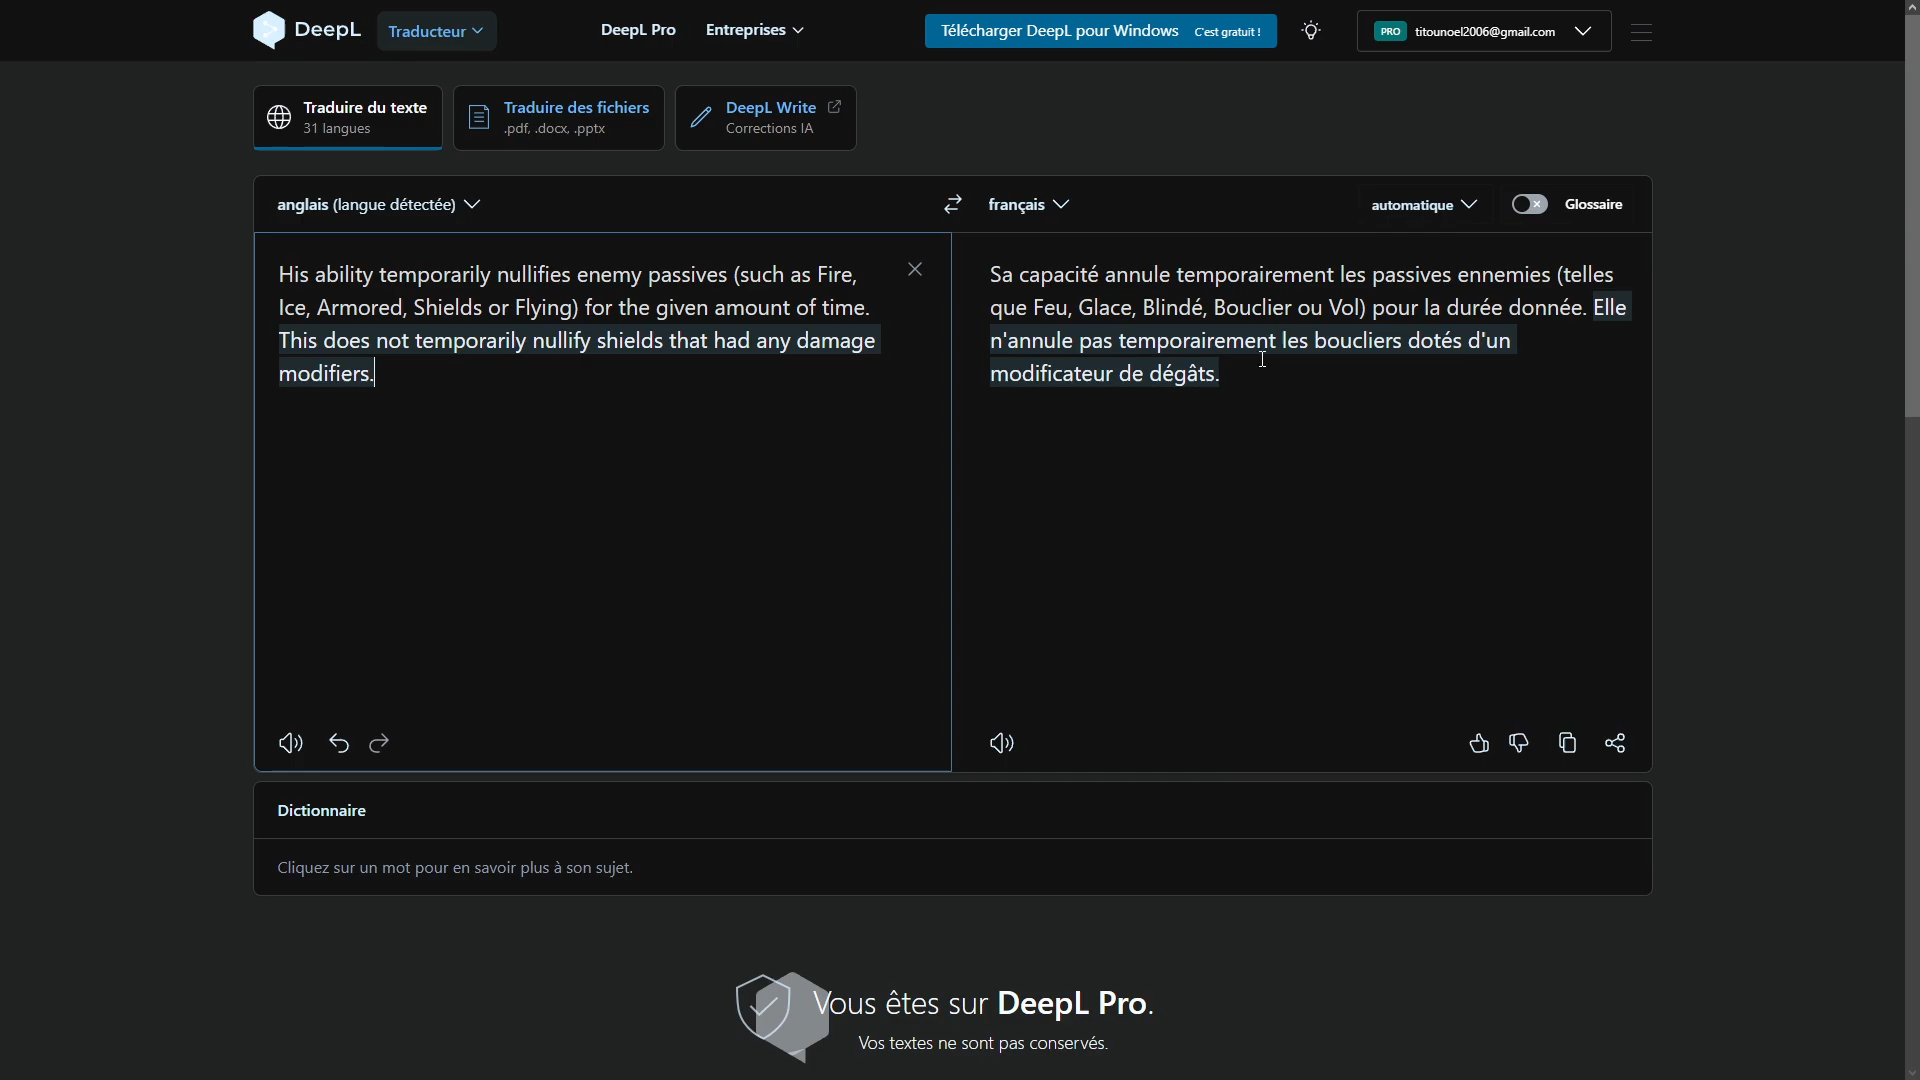 DeepL Traducteur DeepL Pro Entreprises Télécharger DeepL pour Windows C'est gratuit ! PRO titounoel2006@gmail.com
Traduire du texte
31 langues
Traduire des fichiers
.pdf, .docx, .pptx
DeepL Write
Corrections IA
anglais (langue détectée) français automatique Glossaire
His ability temporarily nullifies enemy passives (such as Fire,
Ice, Armored, Shields or Flying) for the given amount of time.
This does not temporarily nullify shields that had any damage
modifiers.
Sa capacité annule temporairement les passives ennemies (telles
que Feu, Glace, Blindé, Bouclier ou Vol) pour la durée donnée. Elle
n'annule pas temporairement les boucliers dotés d'un
modificateur de dégâts.
Dictionnaire
Cliquez sur un mot pour en savoir plus à son sujet.
Vous êtes sur DeepL Pro.
Vos textes ne sont pas conservés.